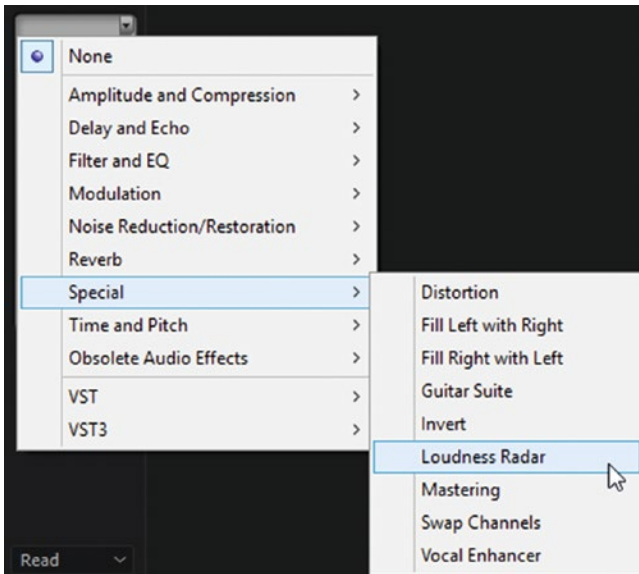 None
Amplitude and Compression
Delay and Echo
Filter and EQ
Modulation
Noise Reduction/Restoration
Reverb
Special
Time and Pitch
Obsolete Audio Effects
VST
VST3
Distortion
Fill Left with Right
Fill Right with Left
Guitar Suite
Invert
Loudness Radar
Mastering
Swap Channels
Vocal Enhancer
Read